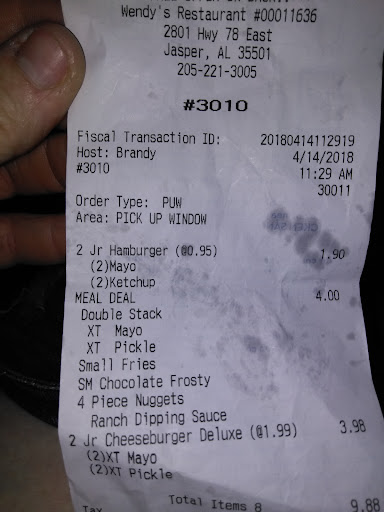 Wendy's Restaurant #00011636
2801 Hwy 78 East
Jasper, AL 35501
205-221-3005
#3010
Fiscal Transaction ID: 20180414112919
Host: Brandy 4/14/2018
#3010 11:29 AM
30011
Order Type: PUW
Area: PICK UP WINDOW
2 Jr Hamburger (@0.95) 1.90
(2)Mayo
(2)Ketchup
MEAL DEAL 4.00
Double Stack
XT Mayo
XT Pickle
Small Fries
SM Chocolate Frosty
4 Piece Nuggets
Ranch Dipping Sauce
2 Jr Cheeseburger Deluxe (@1.99) 3.98
(2)XT Mayo
(2)XT Pickle
Total Items 8 9.88
Tax